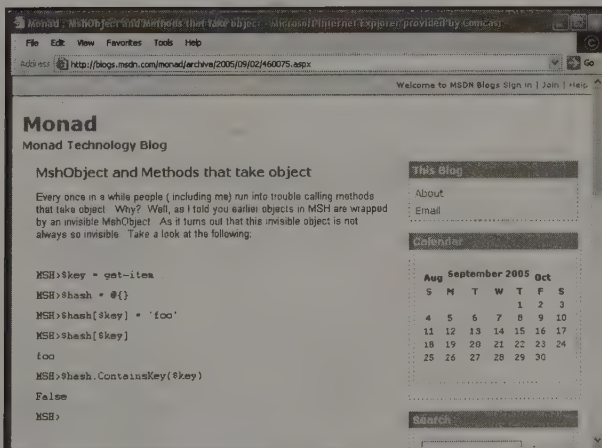 Monad : MshObject and Methods that take object - Microsoft Internet Explorer provided by Comcast
File Edit View Favorites Tools Help
Address http://blogs.msdn.com/monad/archive/2005/09/02/460075.aspx Go
Welcome to MSDN Blogs Sign in | Join | Help
Monad
Monad Technology Blog
MshObject and Methods that take object
Every once in a while people ( including me) run into trouble calling methods
that take object. Why? Well, as I told you earlier objects in MSH are wrapped
by an invisible MshObject. As it turns out that this invisible object is not
always so invisible. Take a look at the following:
MSH>$key = get-item
MSH>$hash = @{}
MSH>$hash[$key] = 'foo'
MSH>$hash[$key]
foo
MSH>$hash.ContainsKey($key)
False
MSH>
This Blog
About
Email
Calendar
Aug September 2005 Oct
S M T W T F S
1 2 3
4 5 6 7 8 9 10
11 12 13 14 15 16 17
18 19 20 21 22 23 24
25 26 27 28 29 30
Search